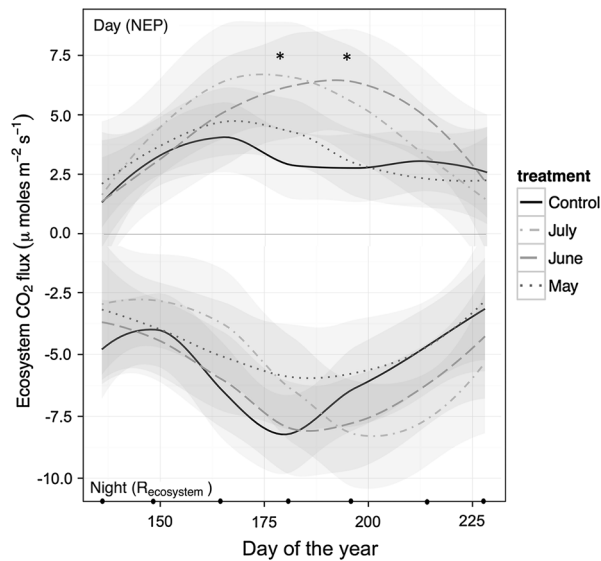 Day (NEP)
* *
7.5
5.0
2.5
0.0
-2.5
-5.0
-7.5
-10.0
Ecosystem CO2 flux (μ moles m−2 s−1)
treatment
Control
July
June
May
Night (Recosystem )
150 175 200 225
Day of the year